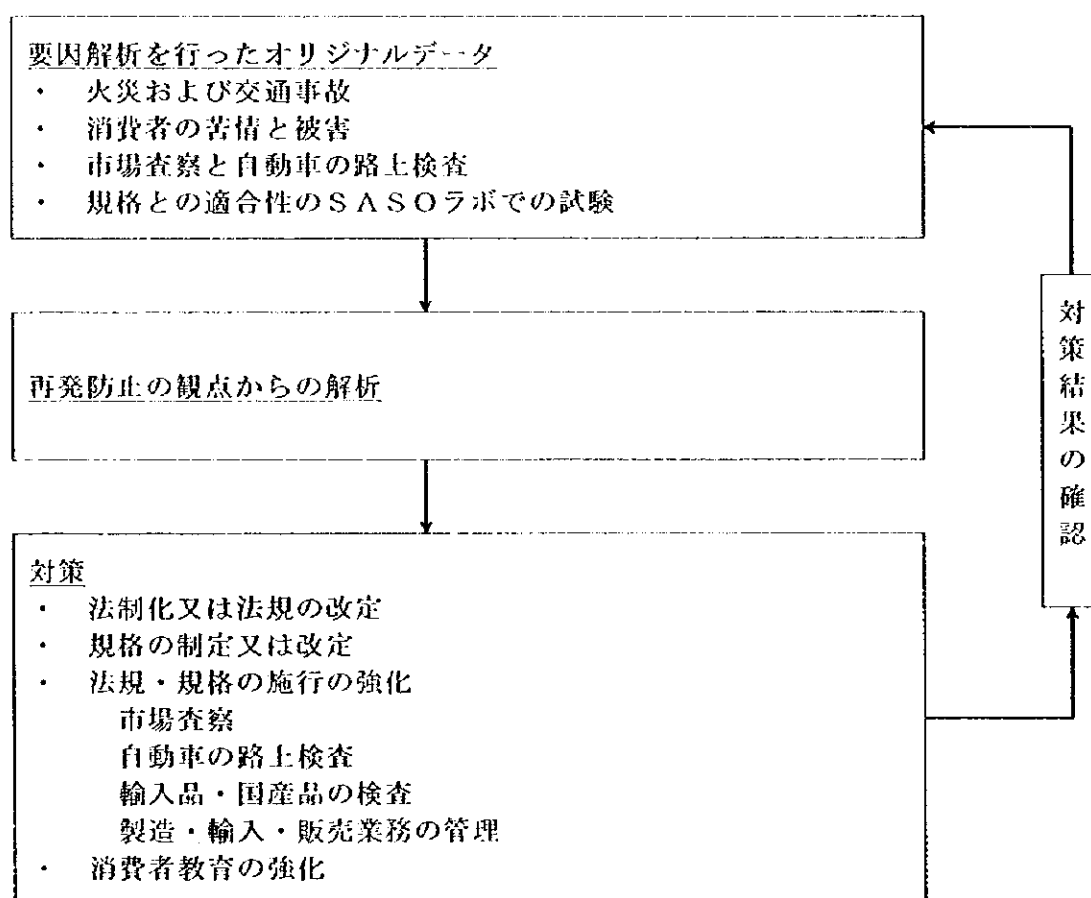 要因解析を行ったオリジナルデータ
・ 火災および交通事故
・ 消費者の苦情と被害
・ 市場査察と自動車の路上検査
・ 規格との適合性のSASOラボでの試験
再発防止の観点からの解析
対策
・ 法制化又は法規の改定
・ 規格の制定又は改定
・ 法規・規格の施行の強化
市場査察
自動車の路上検査
輸入品・国産品の検査
製造・輸入・販売業務の管理
・ 消費者教育の強化
対策結果の確認